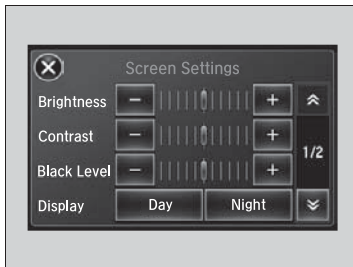 Screen Settings
Brightness - +
Contrast - +
1/2
Black Level - +
Display Day Night